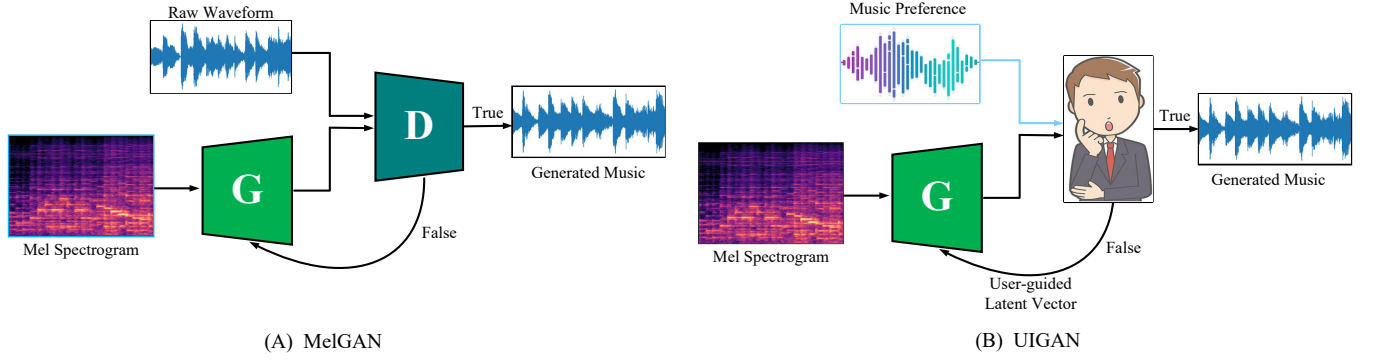 Raw Waveform
D
True
Generated Music
G
Mel Spectrogram
False
(A) MelGAN
Music Preference
True
Generated Music
G
Mel Spectrogram
False
User-guided
Latent Vector
(B) UIGAN